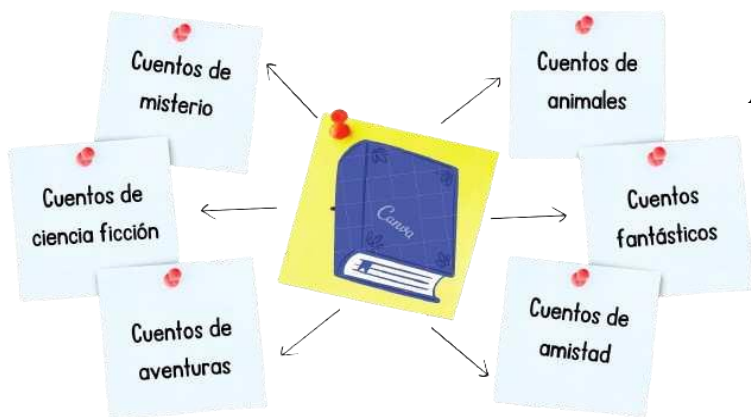 Cuentos de
misterio
Cuentos de
animales
Cuentos de
ciencia ficción
Canva
Cuentos
fantásticos
Cuentos de
aventuras
Cuentos de
amistad